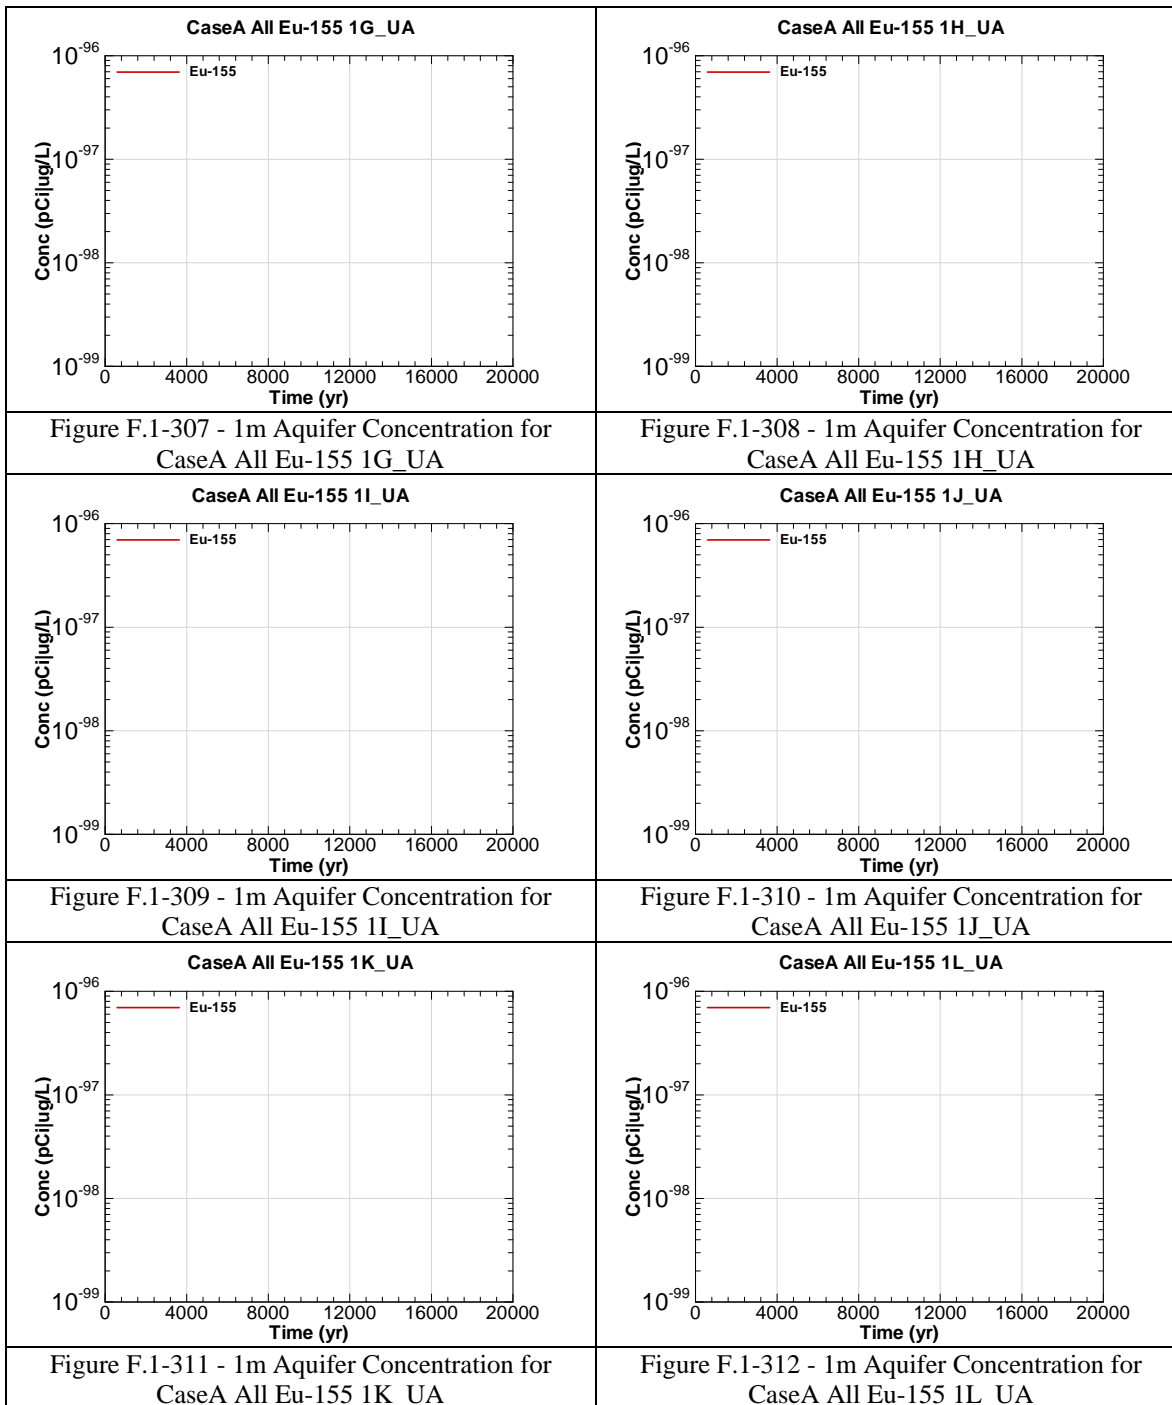 CaseA All Eu-155 1G_UA
Eu-155
Conc (pCi|ug/L)
10-96
10-97
10-98
10-99
0 4000 8000 12000 16000 20000
Time (yr)
Figure F.1-307 - 1m Aquifer Concentration for
CaseA All Eu-155 1G_UA
CaseA All Eu-155 1H_UA
Eu-155
Conc (pCi|ug/L)
10-96
10-97
10-98
10-99
0 4000 8000 12000 16000 20000
Time (yr)
Figure F.1-308 - 1m Aquifer Concentration for
CaseA All Eu-155 1H_UA
CaseA All Eu-155 1I_UA
Eu-155
Conc (pCi|ug/L)
10-96
10-97
10-98
10-99
0 4000 8000 12000 16000 20000
Time (yr)
Figure F.1-309 - 1m Aquifer Concentration for
CaseA All Eu-155 1I_UA
CaseA All Eu-155 1J_UA
Eu-155
Conc (pCi|ug/L)
10-96
10-97
10-98
10-99
0 4000 8000 12000 16000 20000
Time (yr)
Figure F.1-310 - 1m Aquifer Concentration for
CaseA All Eu-155 1J_UA
CaseA All Eu-155 1K_UA
Eu-155
Conc (pCi|ug/L)
10-96
10-97
10-98
10-99
0 4000 8000 12000 16000 20000
Time (yr)
Figure F.1-311 - 1m Aquifer Concentration for
CaseA All Eu-155 1K_UA
CaseA All Eu-155 1L_UA
Eu-155
Conc (pCi|ug/L)
10-96
10-97
10-98
10-99
0 4000 8000 12000 16000 20000
Time (yr)
Figure F.1-312 - 1m Aquifer Concentration for
CaseA All Eu-155 1L_UA